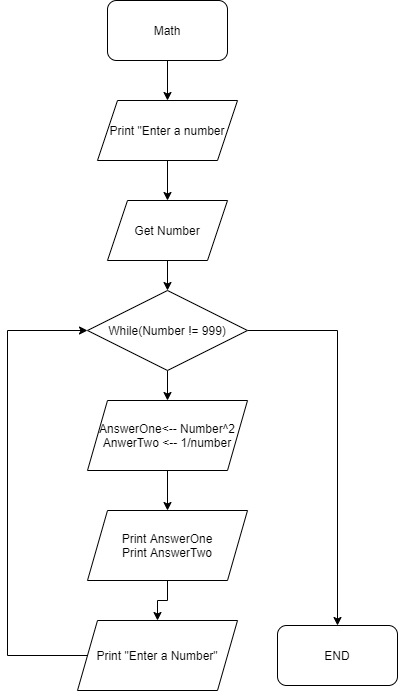 Math
Print "Enter a number
Get Number
While(Number != 999)
AnswerOne<-- Number^2
AnwerTwo <-- 1/number
Print AnswerOne
Print AnswerTwo
Print "Enter a Number"
END